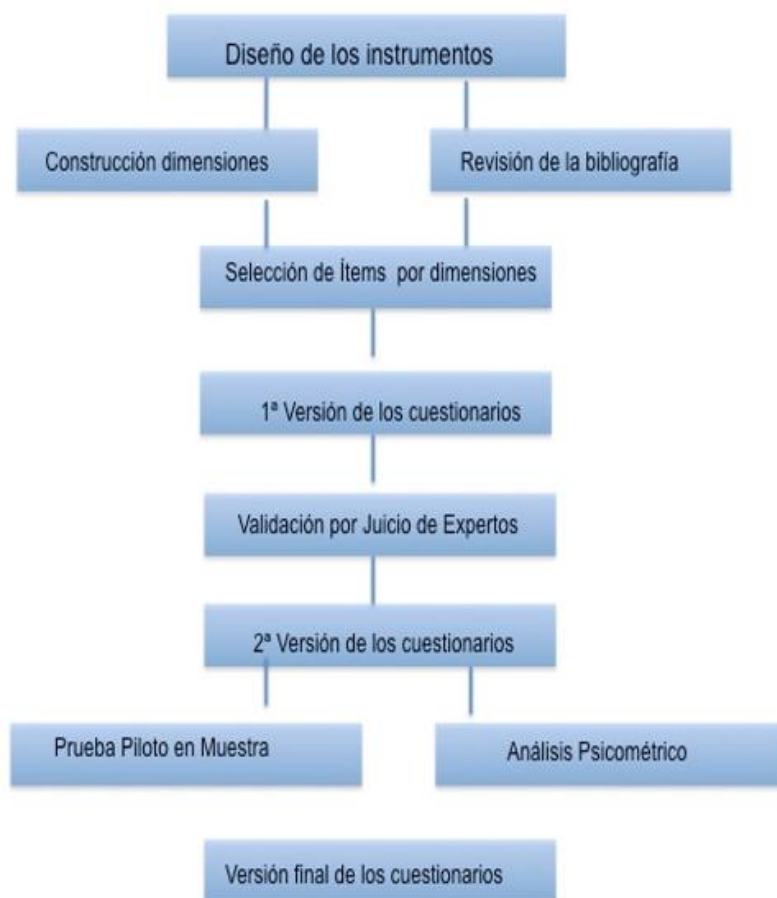 Diseño de los instrumentos
Construcción dimensiones
Revisión de la bibliografía
Selección de Ítems por dimensiones
1ª Versión de los cuestionarios
Validación por Juicio de Expertos
2ª Versión de los cuestionarios
Prueba Piloto en Muestra
Análisis Psicométrico
Versión final de los cuestionarios